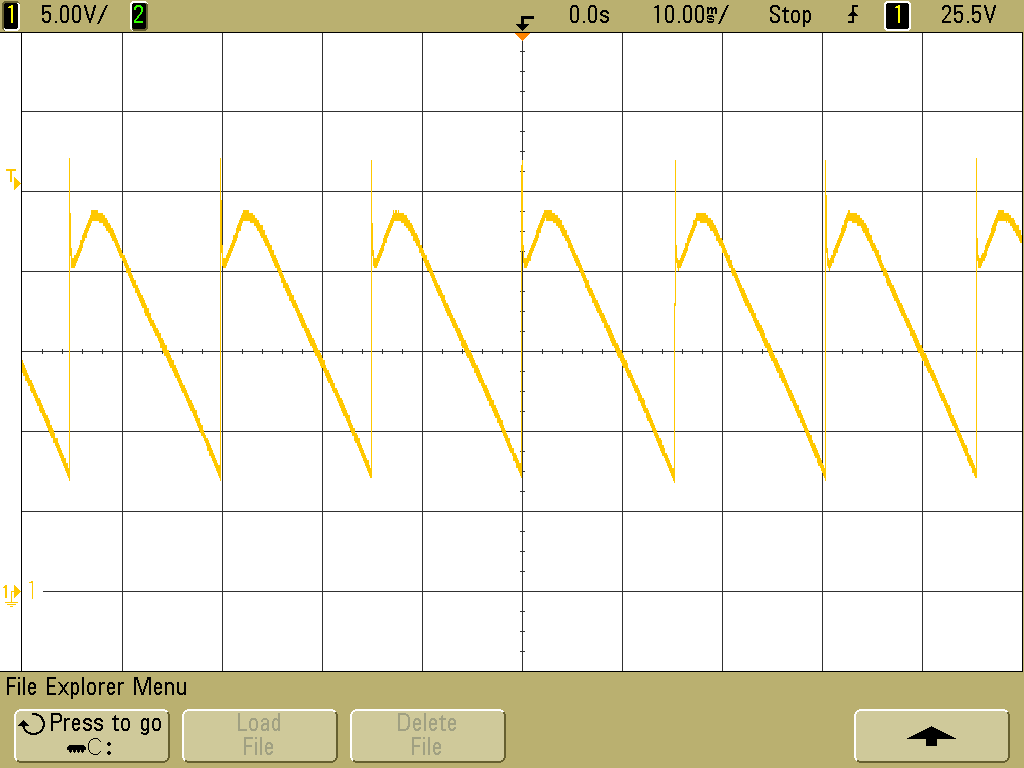 1 5.00V/ 2 0.0s 10.00ms/ Stop 1 25.5V
T
1 1
File Explorer Menu
Press to go Load Delete
C: File File